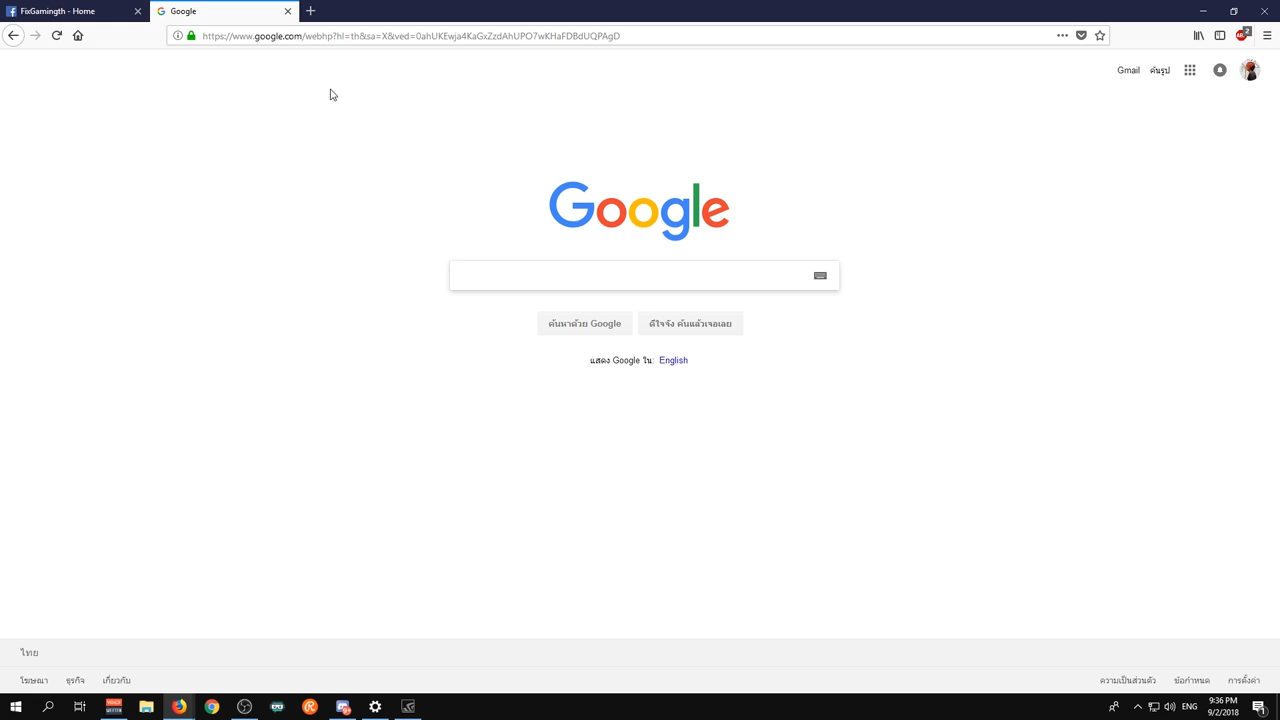 FixGamingth - Home
Google
https://www.google.com/webhp?hl=th&sa=X&ved=0ahUKEwja4KaGxZzdAhUPO7wKHaFDBdUQPAgD
2
Gmail ค้นรูป
Google
ค้นหาด้วย Google ดีใจจัง ค้นแล้วเจอเลย
แสดง Google ใน: English
ไทย
โฆษณา ธุรกิจ เกี่ยวกับ
ความเป็นส่วนตัว ข้อกำหนด การตั้งค่า
ENG
9:36 PM
9/2/2018
1